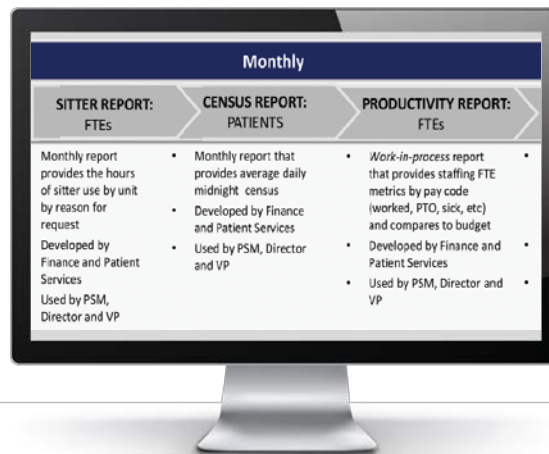 Monthly
SITTER REPORT:
FTEs
CENSUS REPORT:
PATIENTS
PRODUCTIVITY REPORT:
FTEs
Monthly report
provides the hours
of sitter use by unit
by reason for
request
Developed by
Finance and Patient
Services
Used by PSM,
Director and VP
• Monthly report that
provides average daily
midnight census
• Developed by Finance
and Patient Services
• Used by PSM, Director
and VP
• Work-in-process report
that provides staffing FTE
metrics by pay code
(worked, PTO, sick, etc)
and compares to budget
• Developed by Finance and
Patient Services
• Used by PSM, Director and
VP